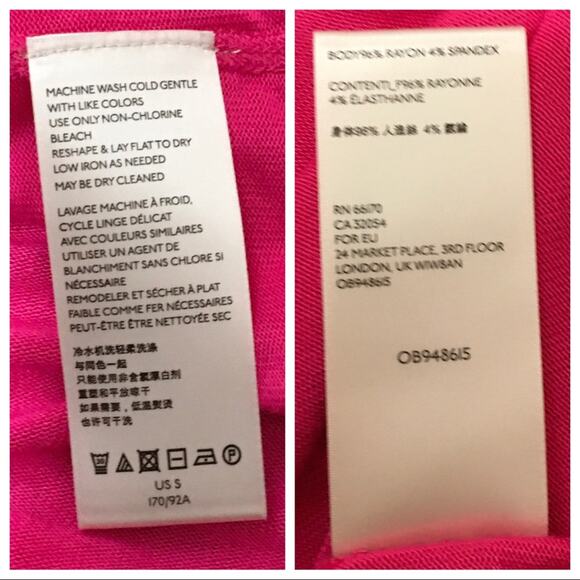 MACHINE WASH COLD GENTLE
WITH LIKE COLORS
USE ONLY NON-CHLORINE
BLEACH
RESHAPE & LAY FLAT TO DRY
LOW IRON AS NEEDED
MAY BE DRY CLEANED
LAVAGE MACHINE À FROID,
CYCLE LINGE DÉLICAT
AVEC COULEURS SIMILAIRES
UTILISER UN AGENT DE
BLANCHIMENT SANS CHLORE SI
NÉCESSAIRE
REMODELER ET SÉCHER À PLAT
FAIBLE COMME FER NÉCESSAIRES
PEUT-ÊTRE ÊTRE NETTOYÉE SEC
冷水机洗轻柔洗涤
与同色一起
只能使用非含氯漂白剂
重塑和平放晾干
如果需要，低温熨烫
也许可干洗
30
P
US S
170/92A
BODY96% RAYON 4% SPANDEX
CONTENTI_F96% RAYONNE
4% ÉLASTHANNE
身体96% 人造絲 4% 氨綸
RN 66170
CA 32054
FOR EU
24 MARKET PLACE, 3RD FLOOR
LONDON, UK W1W8AN
OB948615
OB948615